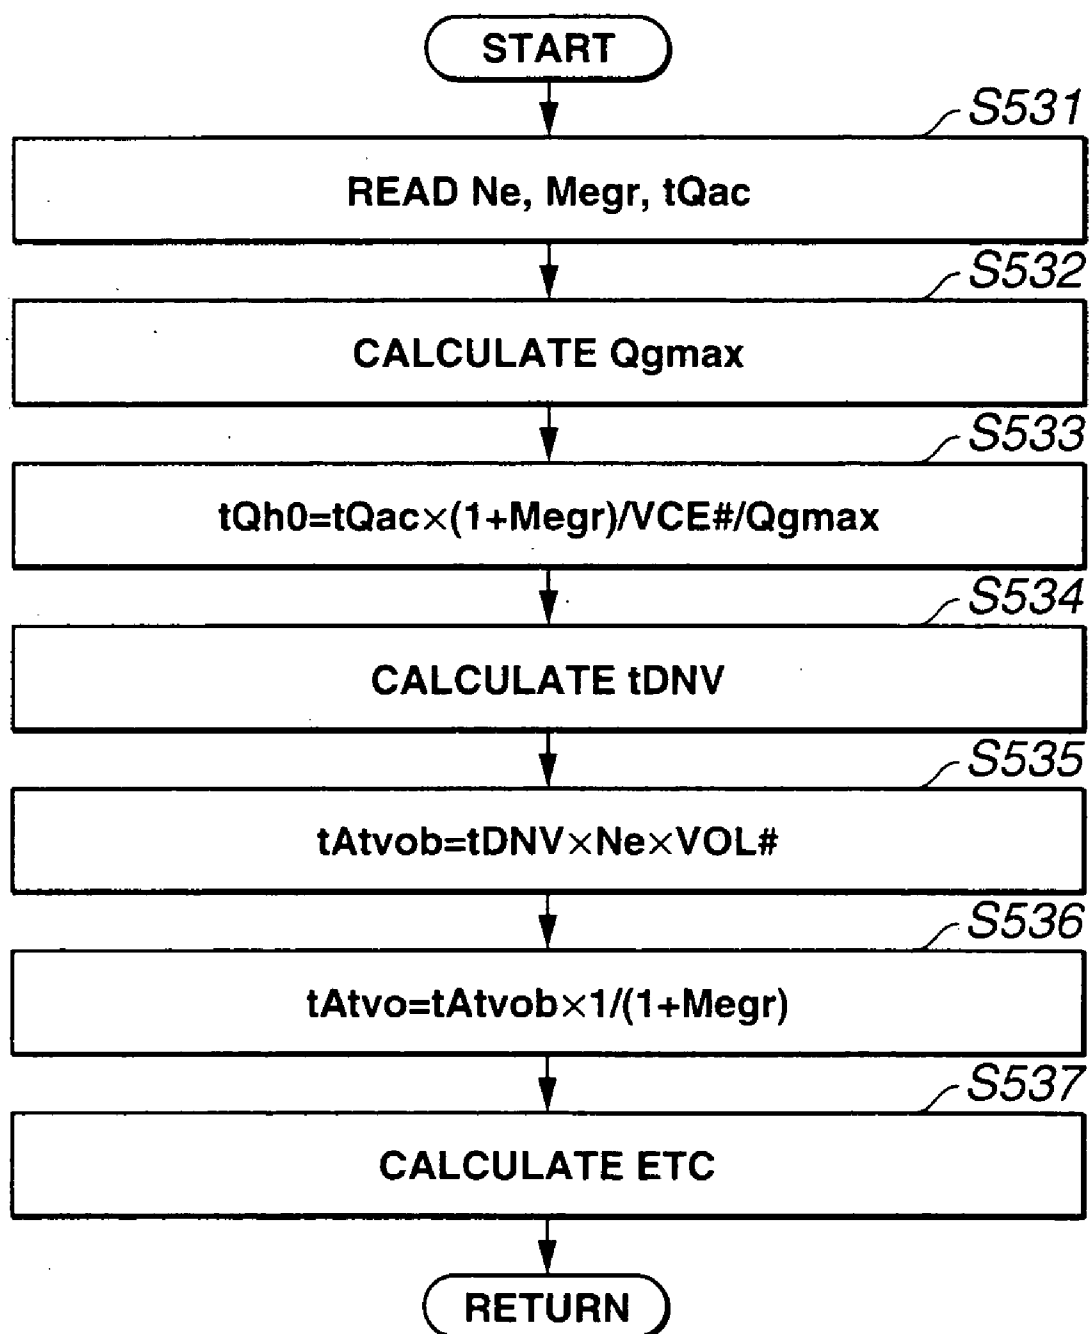 START
S531
READ Ne, Megr, tQac
S532
CALCULATE Qgmax
S533
tQh0=tQac×(1+Megr)/VCE#/Qgmax
S534
CALCULATE tDNV
S535
tAtvob=tDNV×Ne×VOL#
S536
tAtvo=tAtvob×1/(1+Megr)
S537
CALCULATE ETC
RETURN